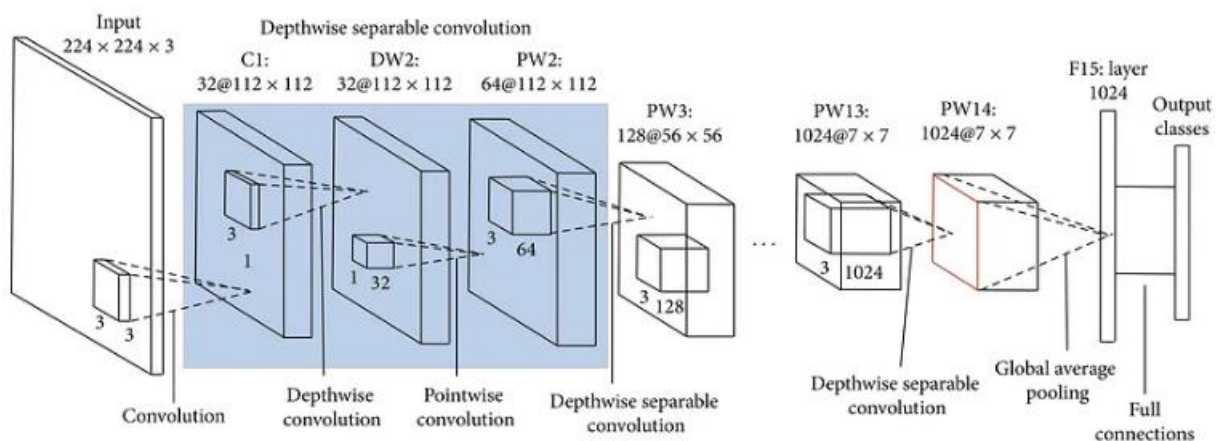 Input
224 × 224 × 3
Depthwise separable convolution
C1:
32@112 × 112
DW2:
32@112 × 112
PW2:
64@112 × 112
PW3:
128@56 × 56
PW13:
1024@7 × 7
PW14:
1024@7 × 7
F15: layer
1024
Output
classes
3
3
3
1
1
32
3
64
3
128
...
3
1024
Convolution
Depthwise
convolution
Pointwise
convolution
Depthwise separable
convolution
Depthwise separable
convolution
Global average
pooling
Full
connections